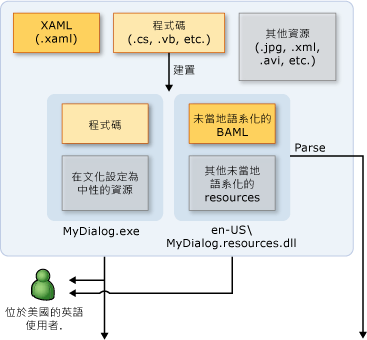 XAML
(.xaml)
程式碼
(.cs, .vb, etc.)
其他資源
(.jpg, .xml,
.avi, etc.)
建置
程式碼
在文化設定為
中性的資源
未當地語系化的
BAML
其他未當地
語系化的
resources
Parse
MyDialog.exe
en-US\
MyDialog.resources.dll
位於美國的英語
使用者.